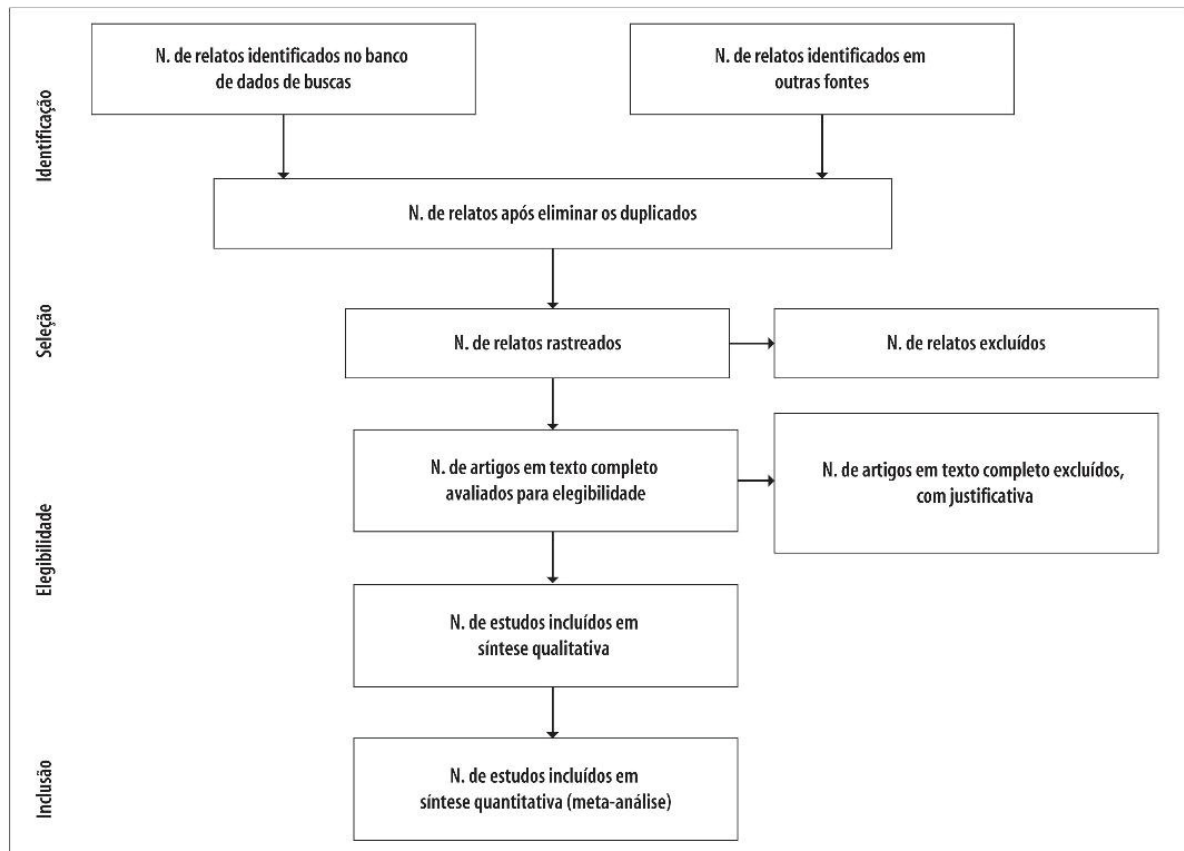 Identificação
N. de relatos identificados no banco
de dados de buscas
N. de relatos identificados em
outras fontes
N. de relatos após eliminar os duplicados
Seleção
N. de relatos rastreados
N. de relatos excluídos
Elegibilidade
N. de artigos em texto completo
avaliados para elegibilidade
N. de artigos em texto completo excluídos,
com justificativa
N. de estudos incluídos em
síntese qualitativa
Inclusão
N. de estudos incluídos em
síntese quantitativa (meta-análise)